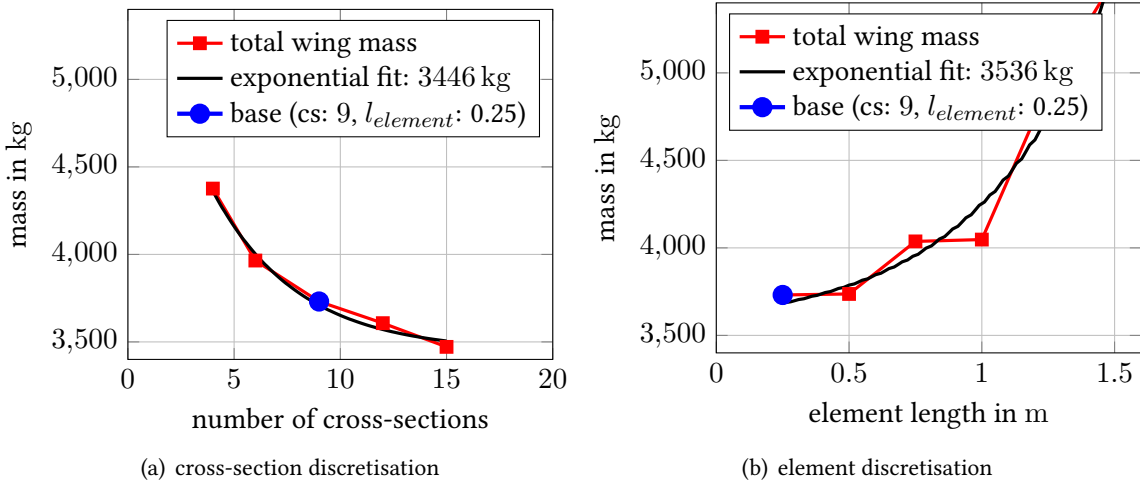 total wing mass
exponential fit: 3446 kg
base (cs: 9, l_element: 0.25)
5,000
4,500
4,000
3,500
mass in kg
0
5
10
15
20
number of cross-sections
(a) cross-section discretisation
total wing mass
exponential fit: 3536 kg
base (cs: 9, l_element: 0.25)
5,000
4,500
4,000
3,500
mass in kg
0
0.5
1
1.5
element length in m
(b) element discretisation